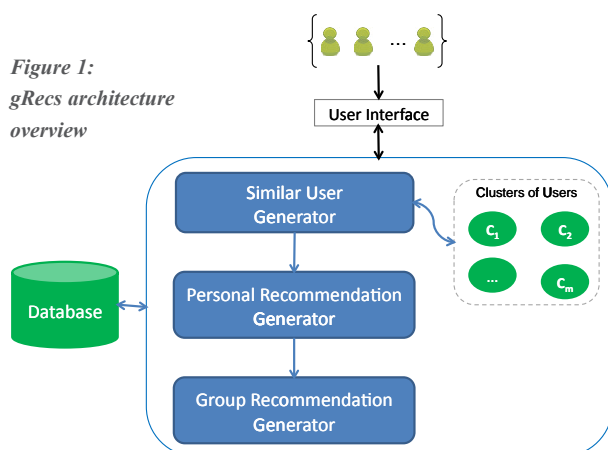 { ... }
Figure 1:
gRecs architecture
overview
User Interface
Similar User
Generator
Clusters of Users
C1
C2
...
Cm
Database
Personal Recommendation
Generator
Group Recommendation
Generator